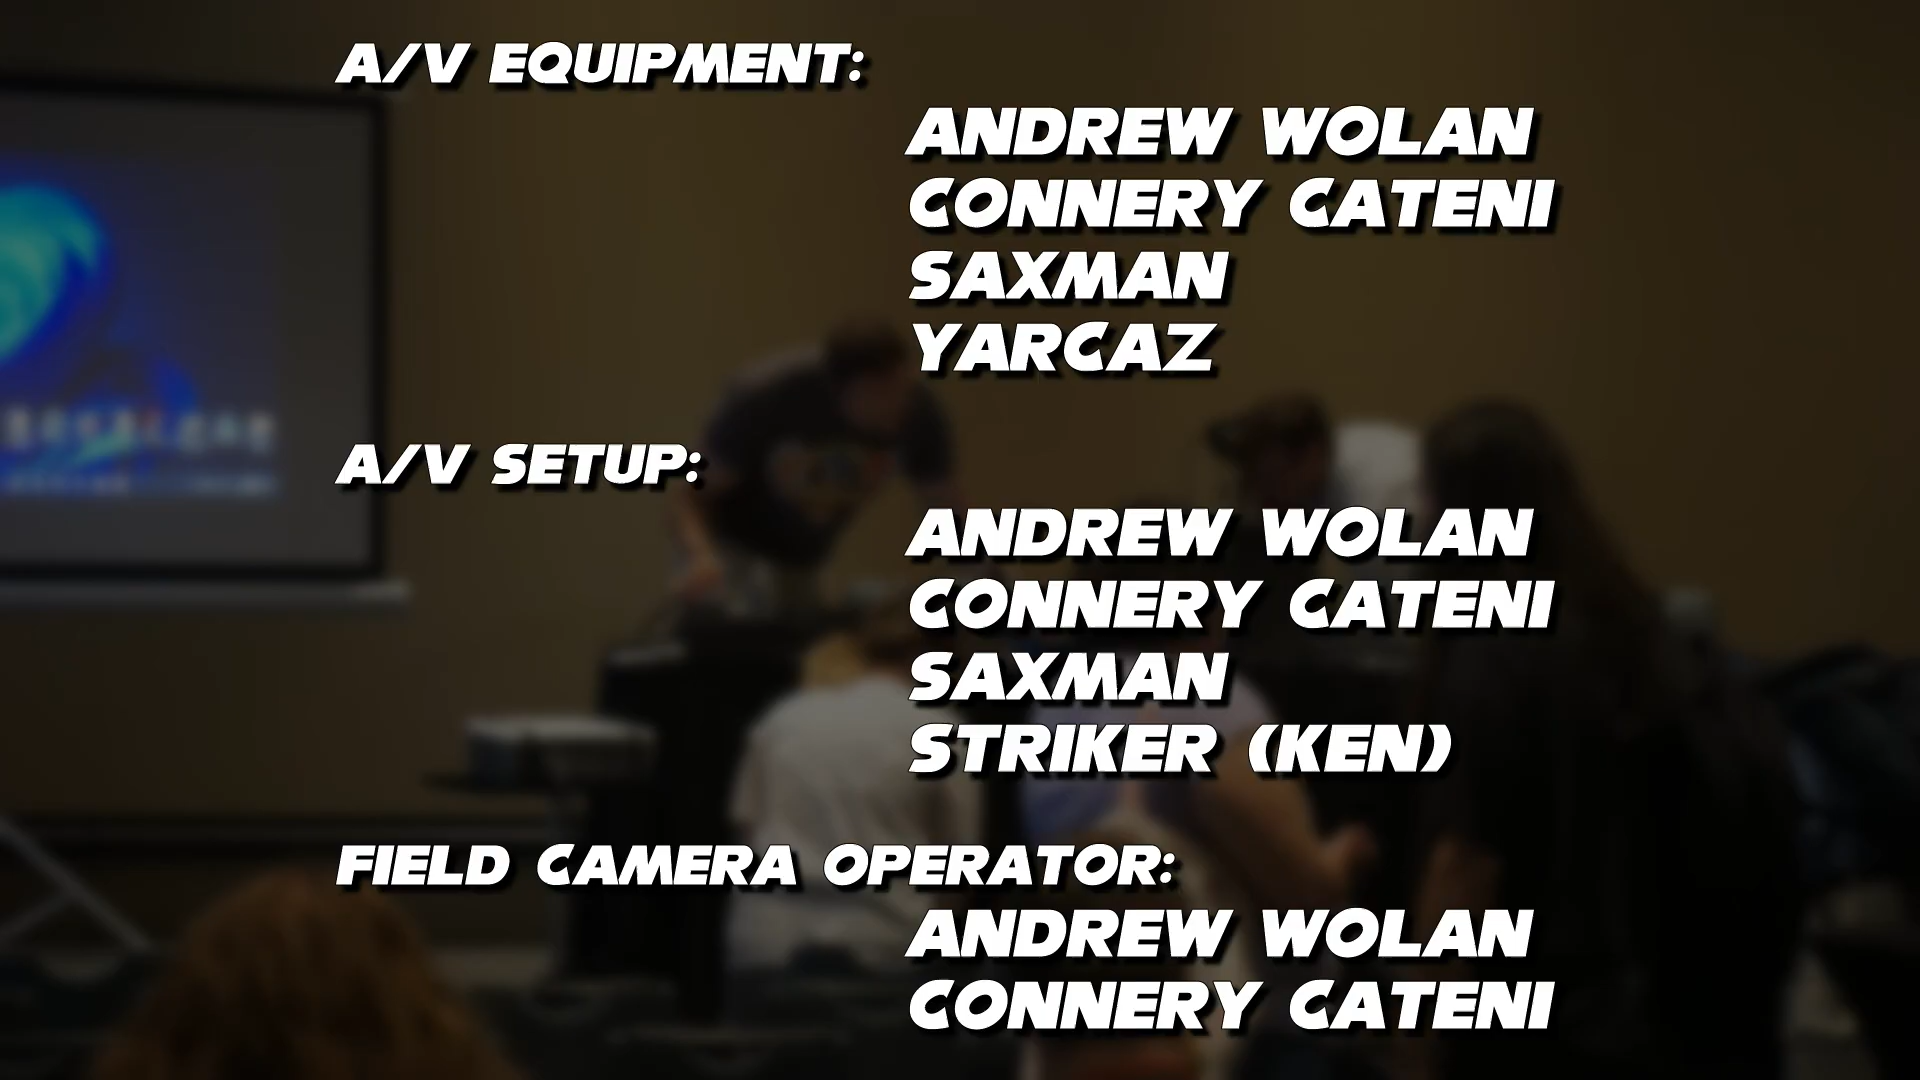 A/V EQUIPMENT:
ANDREW WOLAN
CONNERY CATENI
SAXMAN
YARCAZ
A/V SETUP:
ANDREW WOLAN
CONNERY CATENI
SAXMAN
STRIKER (KEN)
FIELD CAMERA OPERATOR:
ANDREW WOLAN
CONNERY CATENI